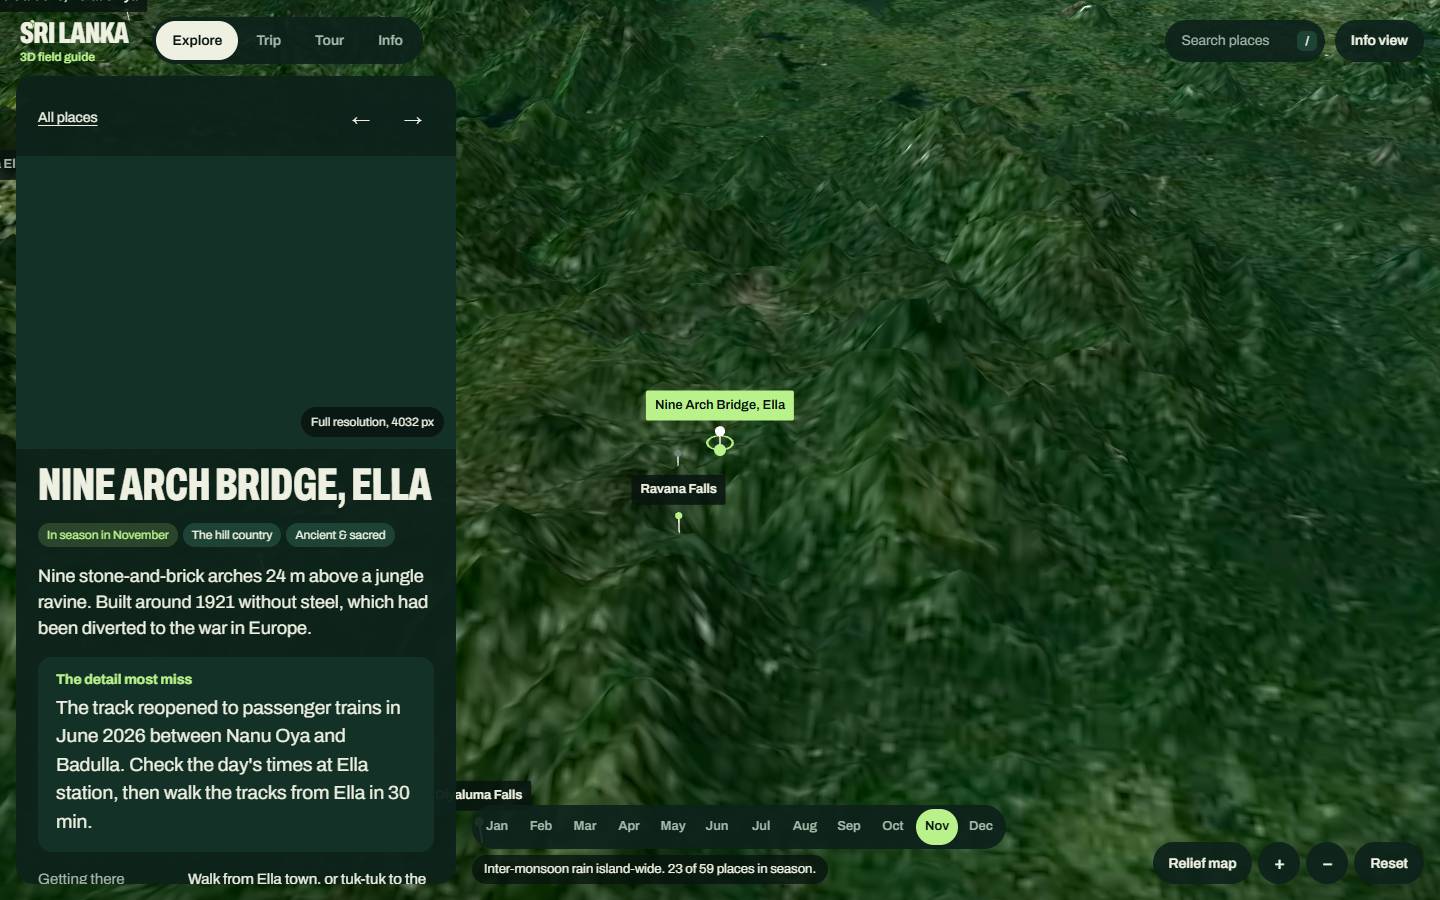 SRI LANKA
3D field guide
Explore
Trip
Tour
Info
Search places
/
Info view
All places
← →
Full resolution, 4032 px
NINE ARCH BRIDGE, ELLA
In season in November
The hill country
Ancient & sacred
Nine stone-and-brick arches 24 m above a jungle
ravine. Built around 1921 without steel, which had
been diverted to the war in Europe.
The detail most miss
The track reopened to passenger trains in
June 2026 between Nanu Oya and
Badulla. Check the day's times at Ella
station, then walk the tracks from Ella in 30
min.
Getting there
Walk from Ella town, or tuk-tuk to the
Nine Arch Bridge, Ella
Ravana Falls
aluma Falls
Jan Feb Mar Apr May Jun Jul Aug Sep Oct Nov Dec
Inter-monsoon rain island-wide. 23 of 59 places in season.
Relief map
+
−
Reset